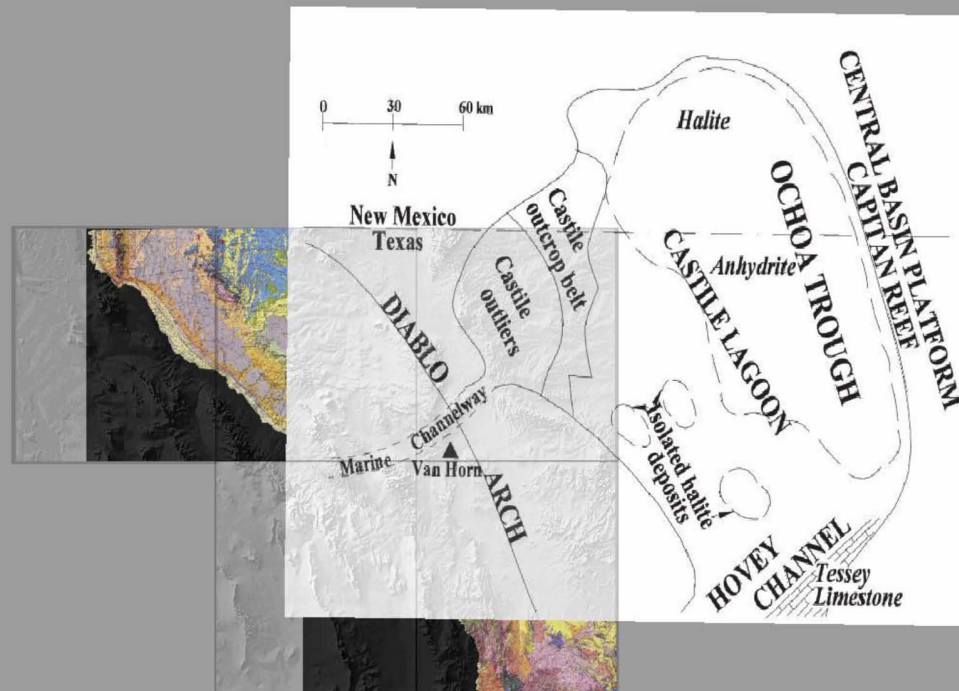 0 30 60 km
N
New Mexico
Texas
Halite
CENTRAL BASIN PLATFORM
CAPITAN REEF
OCHOA TROUGH
Castile
outcrop belt
Castile
outliers
Anhydrite
CASTILE LAGOON
DIABLO
ARCH
Marine Channelway
Van Horn
Isolated halite
deposits
HOVEY
CHANNEL
Tessey
Limestone